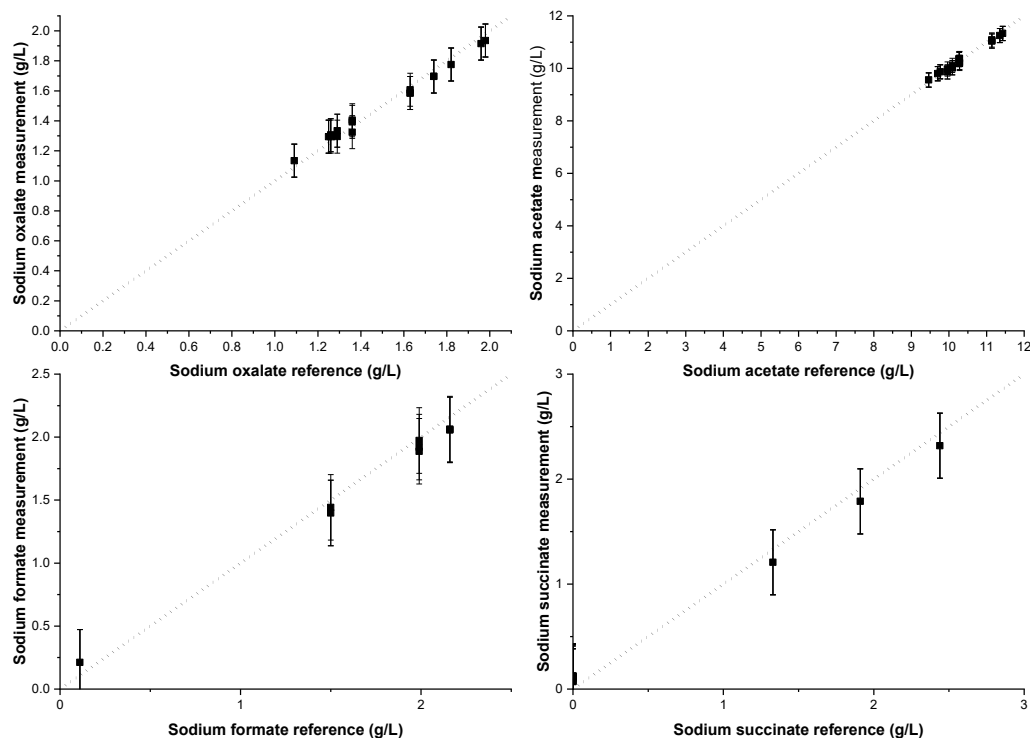 Sodium oxalate measurement (g/L)
2.0
1.8
1.6
1.4
1.2
1.0
0.8
0.6
0.4
0.2
0.0
0.0 0.2 0.4 0.6 0.8 1.0 1.2 1.4 1.6 1.8 2.0
Sodium oxalate reference (g/L)
Sodium acetate measurement (g/L)
12
10
8
6
4
2
0
0 1 2 3 4 5 6 7 8 9 10 11 12
Sodium acetate reference (g/L)
Sodium formate measurement (g/L)
2.5
2.0
1.5
1.0
0.5
0.0
0 1 2
Sodium formate reference (g/L)
Sodium succinate measurement (g/L)
3
2
1
0
0 1 2 3
Sodium succinate reference (g/L)